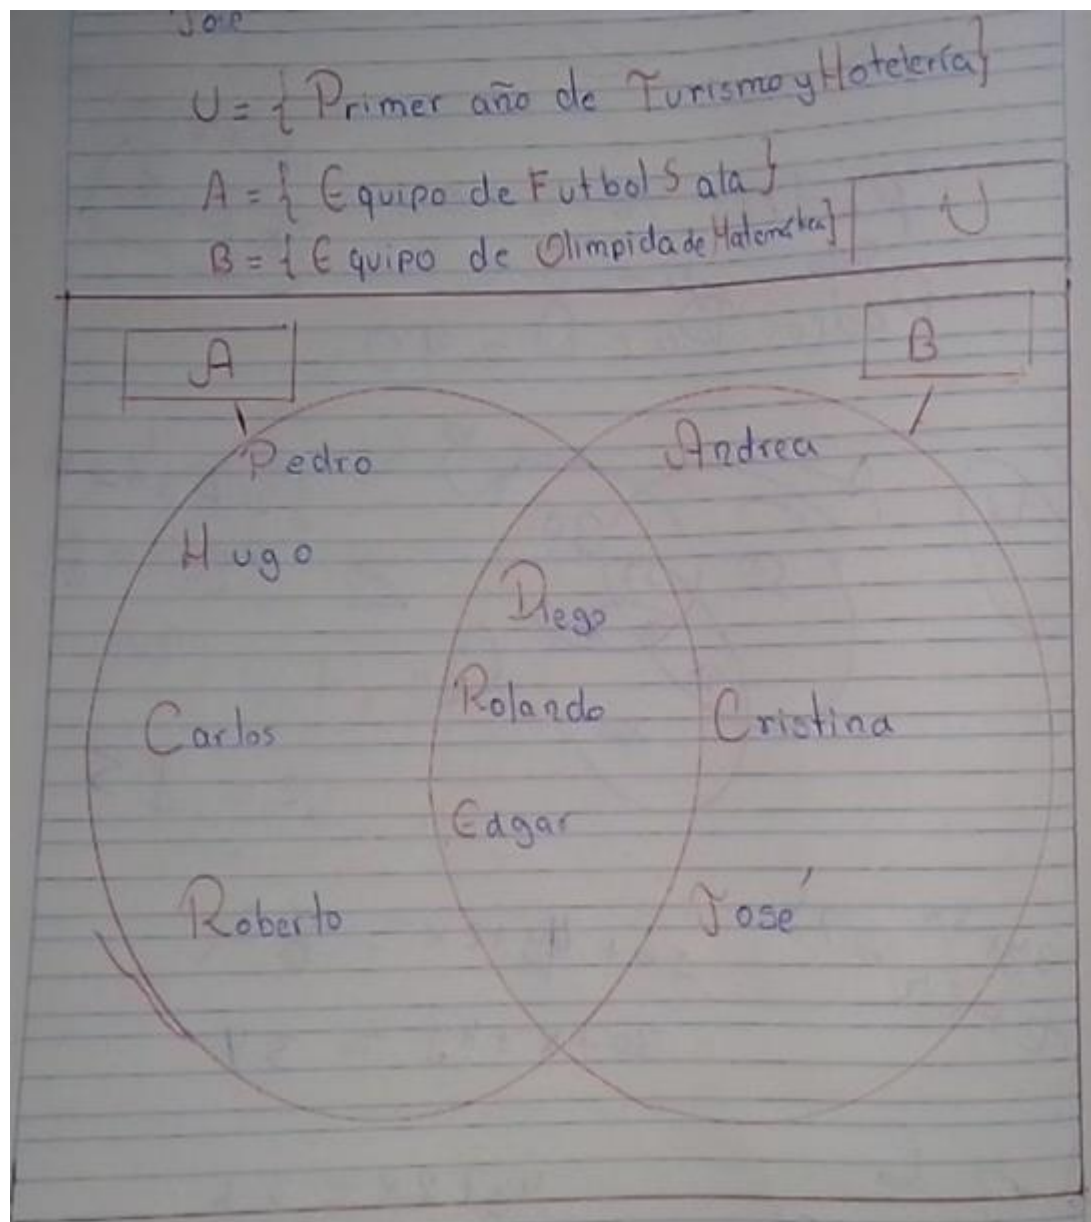 José
U = { Primer año de Turismo y Hotelería}
A = { Equipo de Futbol Sala }
B = { Equipo de Olimpida de Matemática}
U
A
B
Pedro
Andrea
Hugo
Diego
Rolando
Carlos
Cristina
Edgar
Roberto
José